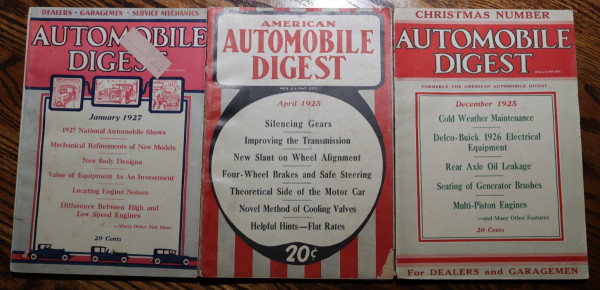 DEALERS - GARAGEMEN - SERVICE MECHANICS
AUTOMOBILE
DIGEST
January 1927
1927 National Automobile Shows
Mechanical Refinements of New Models
New Body Designs
Value of Equipment As An Investment
Locating Engine Noises
Difference Between High and
Low Speed Engines
—Many Other New Ideas
20 Cents
AMERICAN
AUTOMOBILE
DIGEST
April 1925
Silencing Gears
Improving the Transmission
New Slant on Wheel Alignment
Four-Wheel Brakes and Safe Steering
Theoretical Side of the Motor Car
Novel Method of Cooling Valves
Helpful Hints—Flat Rates
20¢
CHRISTMAS NUMBER
AUTOMOBILE
DIGEST
FORMERLY THE AMERICAN AUTOMOBILE DIGEST
December 1925
Cold Weather Maintenance
Delco-Buick 1926 Electrical
Equipment
Rear Axle Oil Leakage
Seating of Generator Brushes
Multi-Piston Engines
—and Many Other Features
20 Cents
For DEALERS and GARAGEMEN